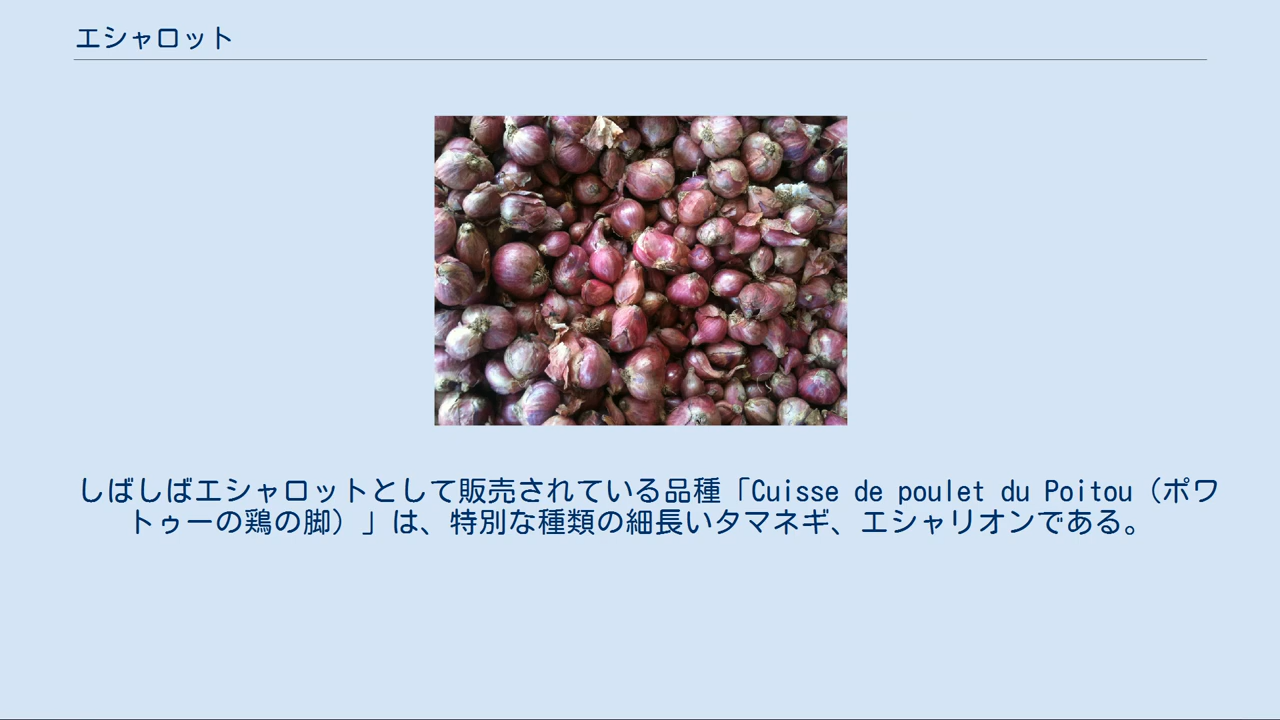 エシャロット
しばしばエシャロットとして販売されている品種「Cuisse de poulet du Poitou（ポワ
トゥーの鶏の脚）」は、特別な種類の細長いタマネギ、エシャリオンである。